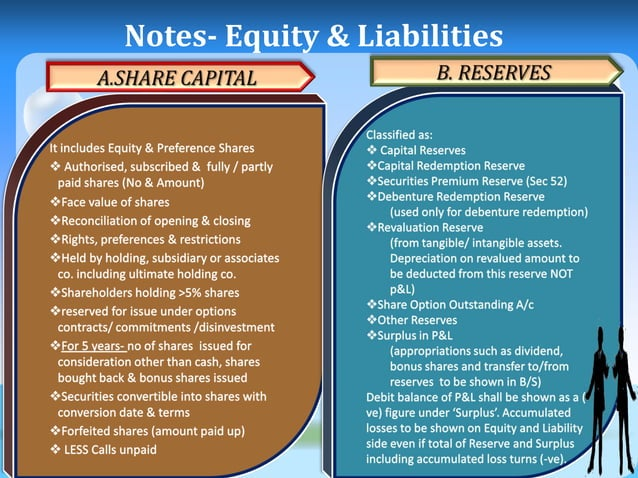 Notes- Equity & Liabilities
A.SHARE CAPITAL
It includes Equity & Preference Shares
❖ Authorised, subscribed & fully / partly
paid shares (No & Amount)
❖Face value of shares
❖Reconciliation of opening & closing
❖Rights, preferences & restrictions
❖Held by holding, subsidiary or associates
co. including ultimate holding co.
❖Shareholders holding >5% shares
❖reserved for issue under options
contracts/ commitments /disinvestment
❖For 5 years- no of shares issued for
consideration other than cash, shares
bought back & bonus shares issued
❖Securities convertible into shares with
conversion date & terms
❖Forfeited shares (amount paid up)
❖ LESS Calls unpaid
B. RESERVES
Classified as:
❖ Capital Reserves
❖Capital Redemption Reserve
❖Securities Premium Reserve (Sec 52)
❖Debenture Redemption Reserve
(used only for debenture redemption)
❖Revaluation Reserve
(from tangible/ intangible assets.
Depreciation on revalued amount to
be deducted from this reserve NOT
p&L)
❖Share Option Outstanding A/c
❖Other Reserves
❖Surplus in P&L
(appropriations such as dividend,
bonus shares and transfer to/from
reserves to be shown in B/S)
Debit balance of P&L shall be shown as a (
ve) figure under ‘Surplus’. Accumulated
losses to be shown on Equity and Liability
side even if total of Reserve and Surplus
including accumulated loss turns (-ve).